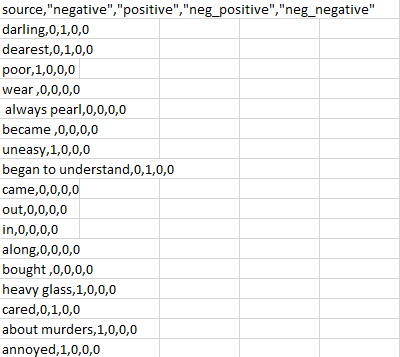 source,"negative","positive","neg_positive","neg_negative"
darling,0,1,0,0
dearest,0,1,0,0
poor,1,0,0,0
wear ,0,0,0,0
 always pearl,0,0,0,0
became ,0,0,0,0
uneasy,1,0,0,0
began to understand,0,1,0,0
came,0,0,0,0
out,0,0,0,0
in,0,0,0,0
along,0,0,0,0
bought ,0,0,0,0
heavy glass,1,0,0,0
cared,0,1,0,0
about murders,1,0,0,0
annoyed,1,0,0,0